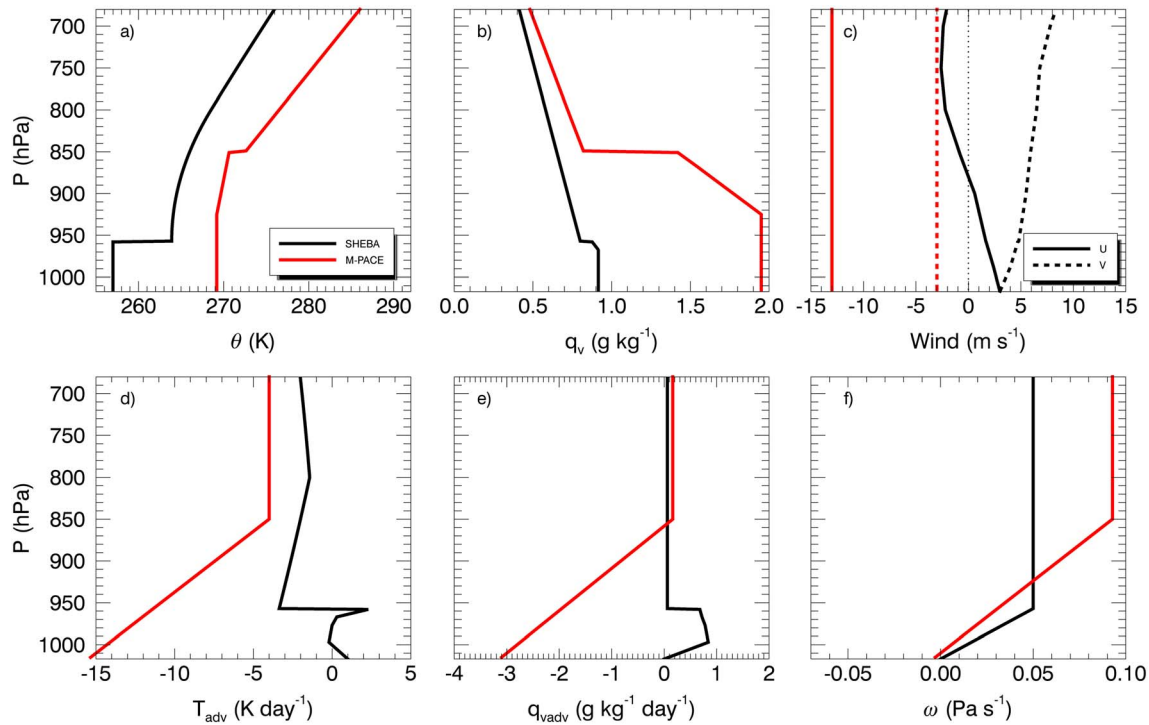 a)
700
750
800
850
900
950
1000
P (hPa)
SHEBA
M-PACE
260
270
280
290
θ (K)
b)
0.0
0.5
1.0
1.5
2.0
qv (g kg-1)
c)
U
V
-15
-10
-5
0
5
10
15
Wind (m s-1)
d)
700
750
800
850
900
950
1000
P (hPa)
-15
-10
-5
0
5
Tadv (K day-1)
e)
-4
-3
-2
-1
0
1
2
qvadv (g kg-1 day-1)
f)
-0.05
0.00
0.05
0.10
ω (Pa s-1)